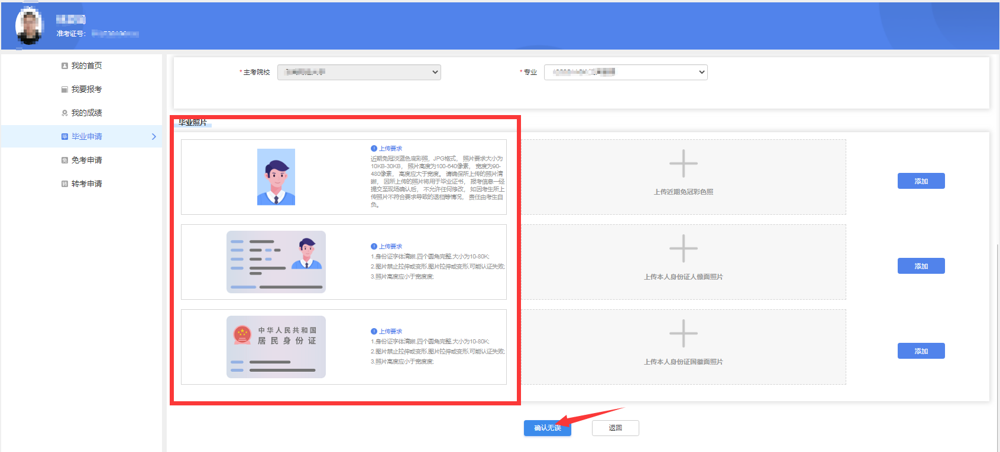 准考证号：
我的首页
我要报考
我的成绩
毕业申请
免考申请
转考申请
*主考院校
*专业
毕业照片
上传要求
近期免冠淡蓝色底彩照，JPG格式， 照片要求大小为
10KB-30KB， 照片高度为100-640像素， 宽度为90-
480像素， 高度应大于宽度。 请确保所上传的照片清
晰， 因所上传的照片将用于毕业证书， 报考信息一经
提交至现场确认后， 不允许任何修改， 如因考生所上
传照片不符合要求导致的退档等情况， 责任由考生自
负。
上传近期免冠彩色照
添加
上传要求
1.身份证字体清晰,四个圆角完整,大小为10-80K;
2.图片禁止拉伸或变形,图片拉伸或变形,可能认证失败;
3.照片高度应小于宽度度;
上传本人身份证人像面照片
添加
中华人民共和国
居民身份证
上传要求
1.身份证字体清晰,四个圆角完整,大小为10-80K;
2.图片禁止拉伸或变形,图片拉伸或变形,可能认证失败;
3.照片高度应小于宽度度;
上传本人身份证国徽面照片
添加
确认无误
返回